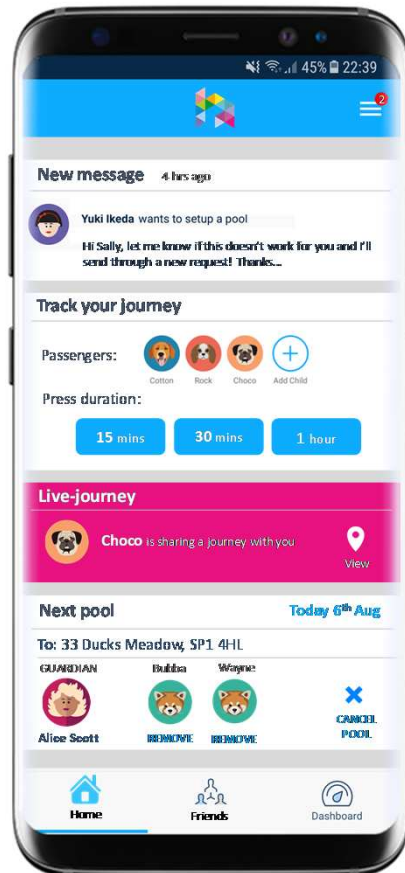 45% 22:39
2
New message 4 hrs ago
Yuki Ikeda wants to setup a pool
Hi Sally, let me know if this doesn't work for you and I'll
send through a new request! Thanks...
Track your journey
Passengers:
Cotton Rock Choco Add Child
Press duration:
15 mins 30 mins 1 hour
Live-journey
Choco is sharing a journey with you
View
Next pool Today 6th Aug
To: 33 Ducks Meadow, SP1 4HL
GUARDIAN Bubba Wayne
Alice Scott REMOVE REMOVE CANCEL
POOL
Home Friends Dashboard